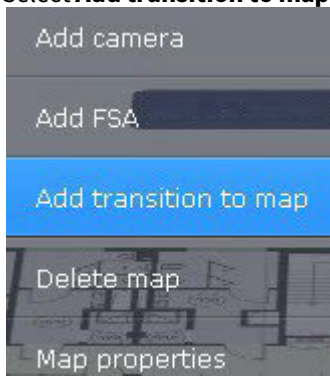 Select Add transition to map
Add camera
Add FSA
Add transition to map
Delete map
Map properties